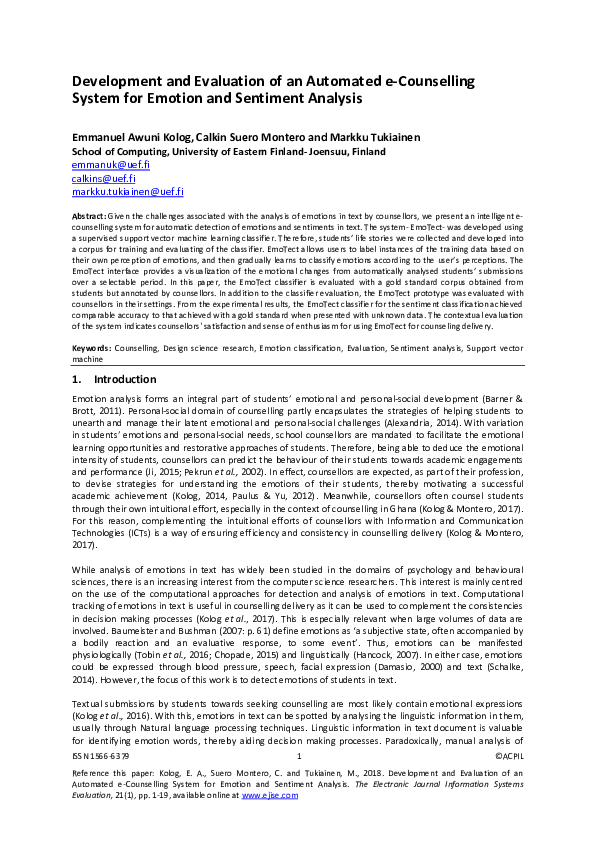 Development and Evaluation of an Automated e-Counselling
System for Emotion and Sentiment Analysis
Emmanuel Awuni Kolog, Calkin Suero Montero and Markku Tukiainen
School of Computing, University of Eastern Finland- Joensuu, Finland
emmanuk@uef.fi
calkins@uef.fi
markku.tukiainen@uef.fi
Abstract: Given the challenges associated with the analysis of emotions in text by counsellors, we present an intelligent e-
counselling system for automatic detection of emotions and sentiments in text. The system- EmoTect- was developed using
a supervised support vector machine learning classifier. Therefore, students' life stories were collected and developed into
a corpus for training and evaluating of the classifier. EmoTect allows users to label instances of the training data based on
their own perception of emotions, and then gradually learns to classify emotions according to the user's perceptions. The
EmoTect interface provides a visualization of the emotional changes from automatically analysed students' submissions
over a selectable period. In this paper, the EmoTect classifier is evaluated with a gold standard corpus obtained from
students but annotated by counsellors. In addition to the classifier evaluation, the EmoTect prototype was evaluated with
counsellors in their settings. From the experimental results, the EmoTect classifier for the sentiment classification achieved
comparable accuracy to that achieved with a gold standard when presented with unknown data. The contextual evaluation
of the system indicates counsellors' satisfaction and sense of enthusiasm for using EmoTect for counseling delivery.
Keywords: Counselling, Design science research, Emotion classification, Evaluation, Sentiment analysis, Support vector
machine
1. Introduction
Emotion analysis forms an integral part of students' emotional and personal-social development (Barner &
Brott, 2011). Personal-social domain of counselling partly encapsulates the strategies of helping students to
unearth and manage their latent emotional and personal-social challenges (Alexandria, 2014). With variation
in students' emotions and personal-social needs, school counsellors are mandated to facilitate the emotional
learning opportunities and restorative approaches of students. Therefore, being able to deduce the emotional
intensity of students, counsellors can predict the behaviour of their students towards academic engagements
and performance (Ji, 2015; Pekrun et al., 2002). In effect, counsellors are expected, as part of their profession,
to devise strategies for understanding the emotions of their students, thereby motivating a successful
academic achievement (Kolog, 2014, Paulus & Yu, 2012). Meanwhile, counsellors often counsel students
through their own intuitional effort, especially in the context of counselling in Ghana (Kolog & Montero, 2017).
For this reason, complementing the intuitional efforts of counsellors with Information and Communication
Technologies (ICTs) is a way of ensuring efficiency and consistency in counselling delivery (Kolog & Montero,
2017).
While analysis of emotions in text has widely been studied in the domains of psychology and behavioural
sciences, there is an increasing interest from the computer science researchers. This interest is mainly centred
on the use of the computational approaches for detection and analysis of emotions in text. Computational
tracking of emotions in text is useful in counselling delivery as it can be used to complement the consistencies
in decision making processes (Kolog et al., 2017). This is especially relevant when large volumes of data are
involved. Baumeister and Bushman (2007: p. 61) define emotions as 'a subjective state, often accompanied by
a bodily reaction and an evaluative response, to some event'. Thus, emotions can be manifested
physiologically (Tobin et al., 2016; Chopade, 2015) and linguistically (Hancock, 2007). In either case, emotions
could be expressed through blood pressure, speech, facial expression (Damasio, 2000) and text (Schalke,
2014). However, the focus of this work is to detect emotions of students in text.
Textual submissions by students towards seeking counselling are most likely contain emotional expressions
(Kolog et al., 2016). With this, emotions in text can be spotted by analysing the linguistic information in them,
usually through Natural language processing techniques. Linguistic information in text document is valuable
for identifying emotion words, thereby aiding decision making processes. Paradoxically, manual analysis of
ISSN 1566-6379 1 ©ACPIL
Reference this paper: Kolog, E. A., Suero Montero, C. and Tukiainen, M., 2018. Development and Evaluation of an
Automated e-Counselling System for Emotion and Sentiment Analysis. The Electronic Journal Information Systems
Evaluation, 21(1), pp. 1-19, available online at www.ejise.com